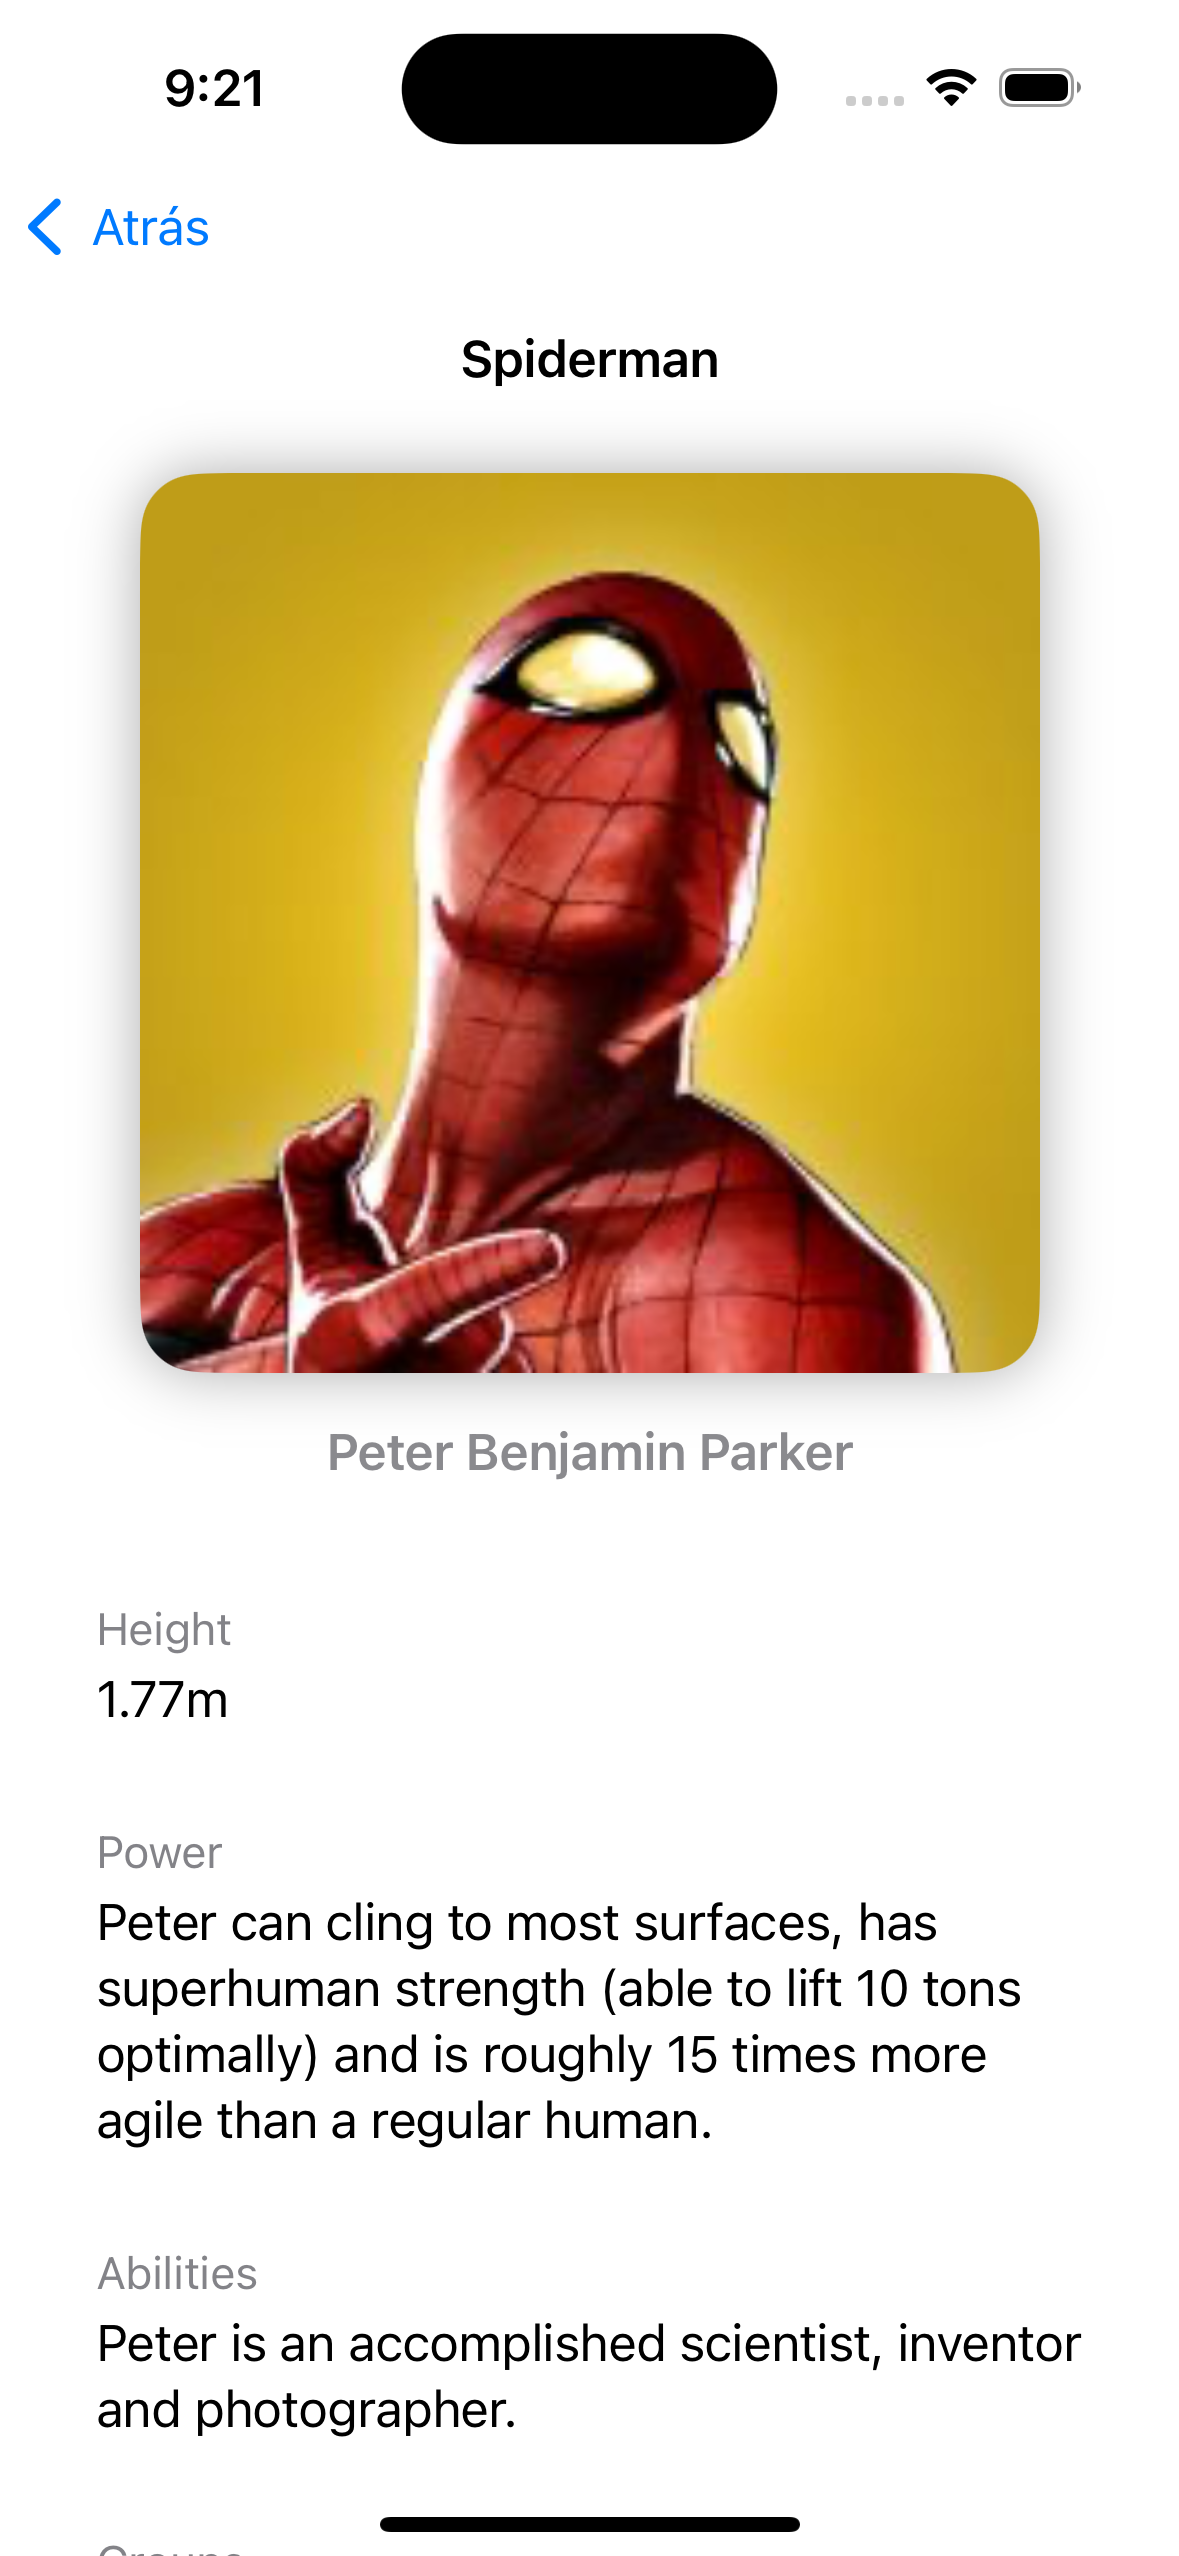 9:21
Atrás
Spiderman
Peter Benjamin Parker
Height
1.77m
Power
Peter can cling to most surfaces, has
superhuman strength (able to lift 10 tons
optimally) and is roughly 15 times more
agile than a regular human.
Abilities
Peter is an accomplished scientist, inventor
and photographer.